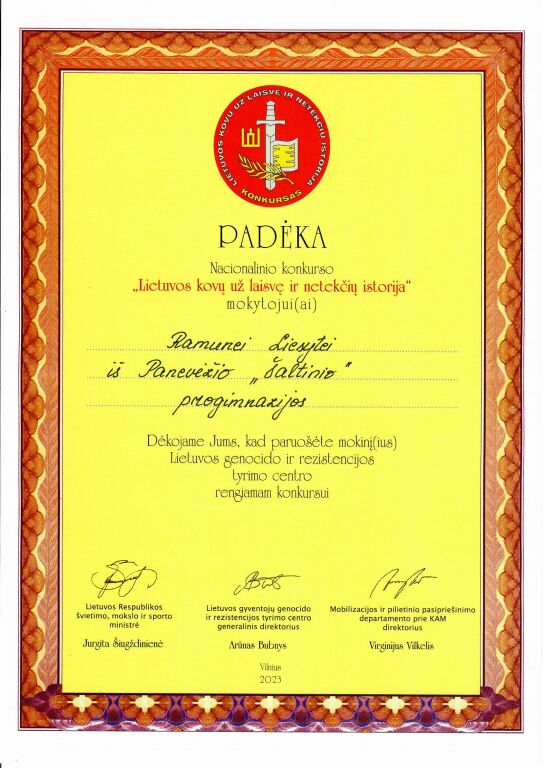 LIETUVOS KOVŲ UŽ LAISVĘ IR NETEKČIŲ ISTORIJA
KONKURSAS
PADĖKA
Nacionalinio konkurso
„Lietuvos kovų už laisvę ir netekčių istorija“
mokytojui(ai)
Ramunei Liesytei
iš Panevėžio „Šaltinio“
progimnazijos
Dėkojame Jums, kad paruošėte mokinį(ius)
Lietuvos genocido ir rezistencijos
tyrimo centro
rengiamam konkursui
Lietuvos Respublikos
švietimo, mokslo ir sporto
ministrė
Jurgita Šiugždinienė
Lietuvos gyventojų genocido
ir rezistencijos tyrimo centro
generalinis direktorius
Arūnas Bubnys
Mobilizacijos ir pilietinio pasipriešinimo
departamento prie KAM
direktorius
Virginijus Vilkelis
Vilnius
2023